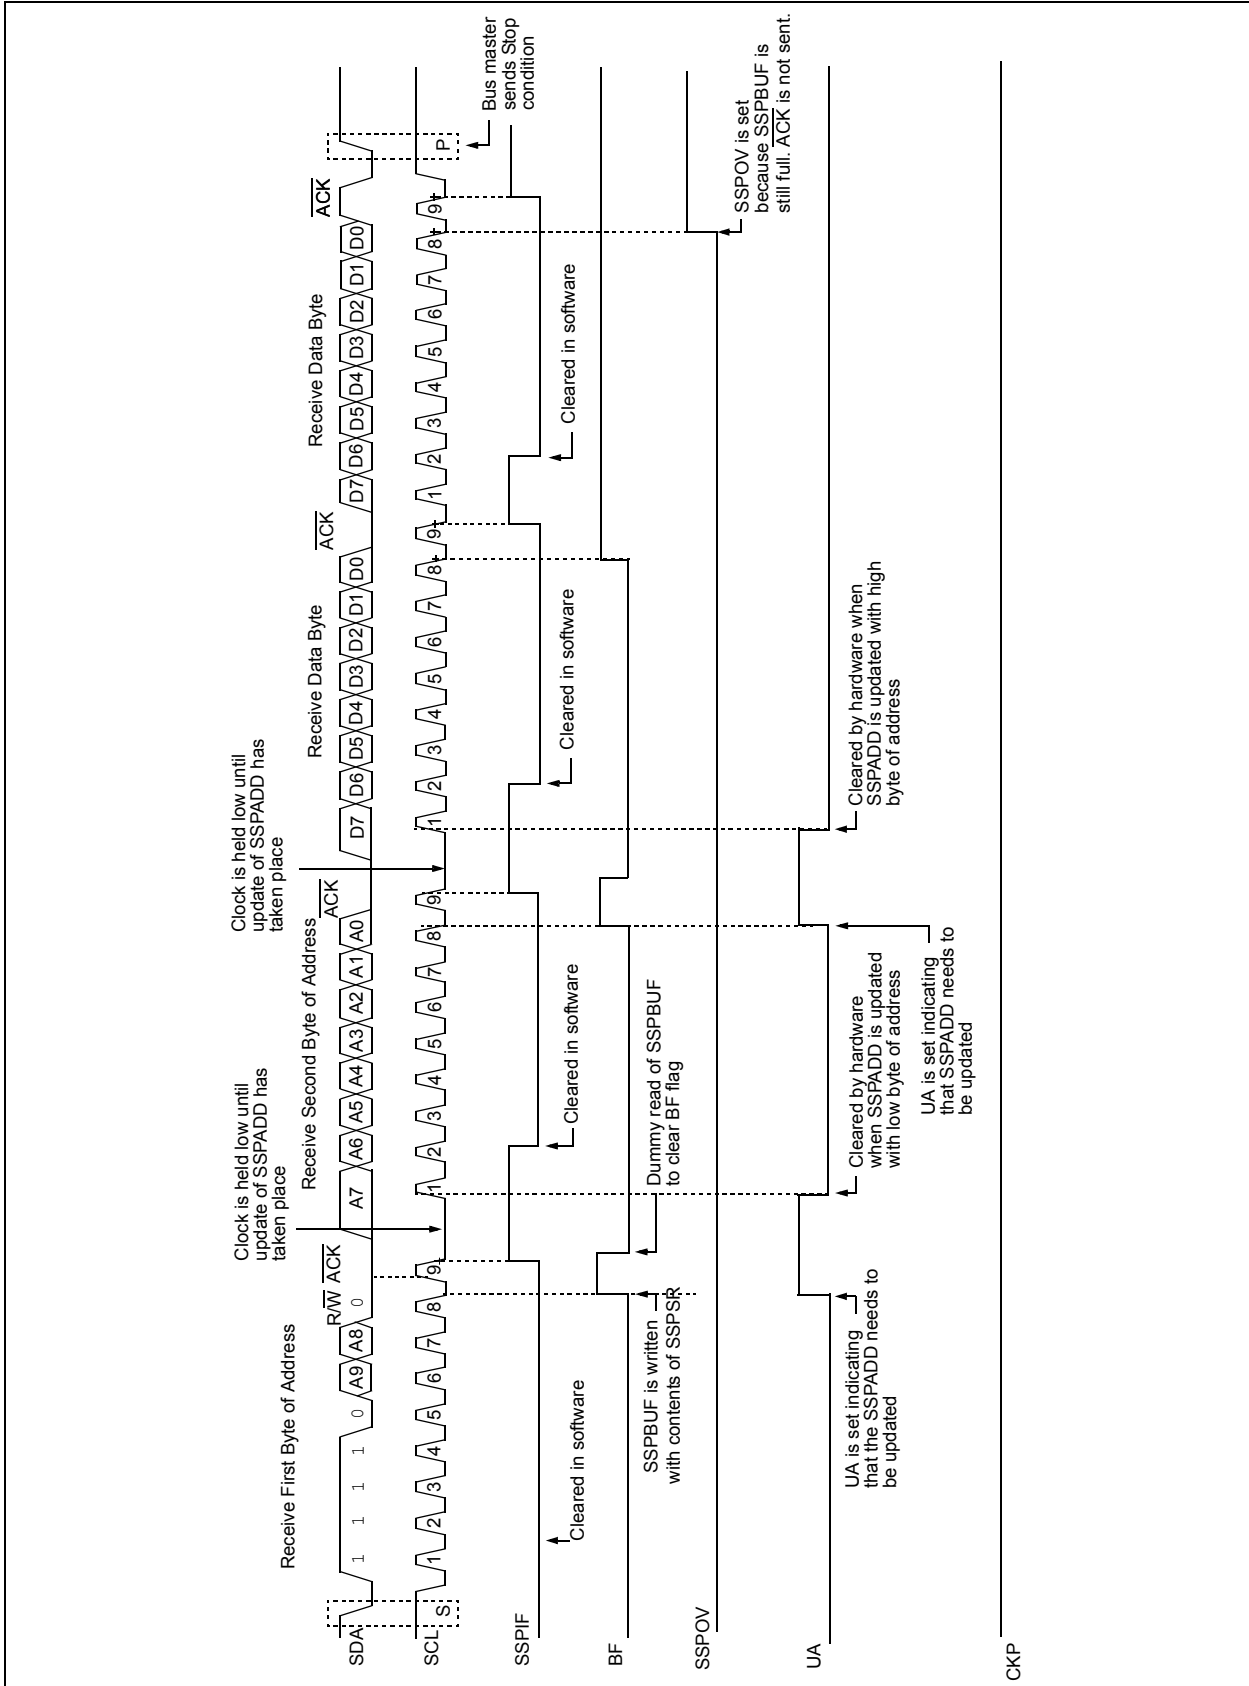 Clock is held low until
update of SSPADD has
taken place
Clock is held low until
update of SSPADD has
taken place
Receive First Byte of Address
R/W ACK
Receive Second Byte of Address
ACK
Receive Data Byte
ACK
Receive Data Byte
ACK
SDA
1 1 1 1 0 A9 A8 0
A7 A6 A5 A4 A3 A2 A1 A0
D7 D6 D5 D4 D3 D2 D1 D0
D7 D6 D5 D4 D3 D2 D1 D0
SCL
S
1 2 3 4 5 6 7 8 9
1 2 3 4 5 6 7 8 9
1 2 3 4 5 6 7 8 9
1 2 3 4 5 6 7 8 9
P
Bus master
sends Stop
condition
SSPIF
Cleared in software
Cleared in software
Cleared in software
Cleared in software
BF
SSPBUF is written
with contents of SSPSR
Dummy read of SSPBUF
to clear BF flag
SSPOV
SSPOV is set
because SSPBUF is
still full. ACK is not sent.
UA
UA is set indicating
that the SSPADD needs to
be updated
Cleared by hardware
when SSPADD is updated
with low byte of address
UA is set indicating
that SSPADD needs to
be updated
Cleared by hardware when
SSPADD is updated with high
byte of address
CKP